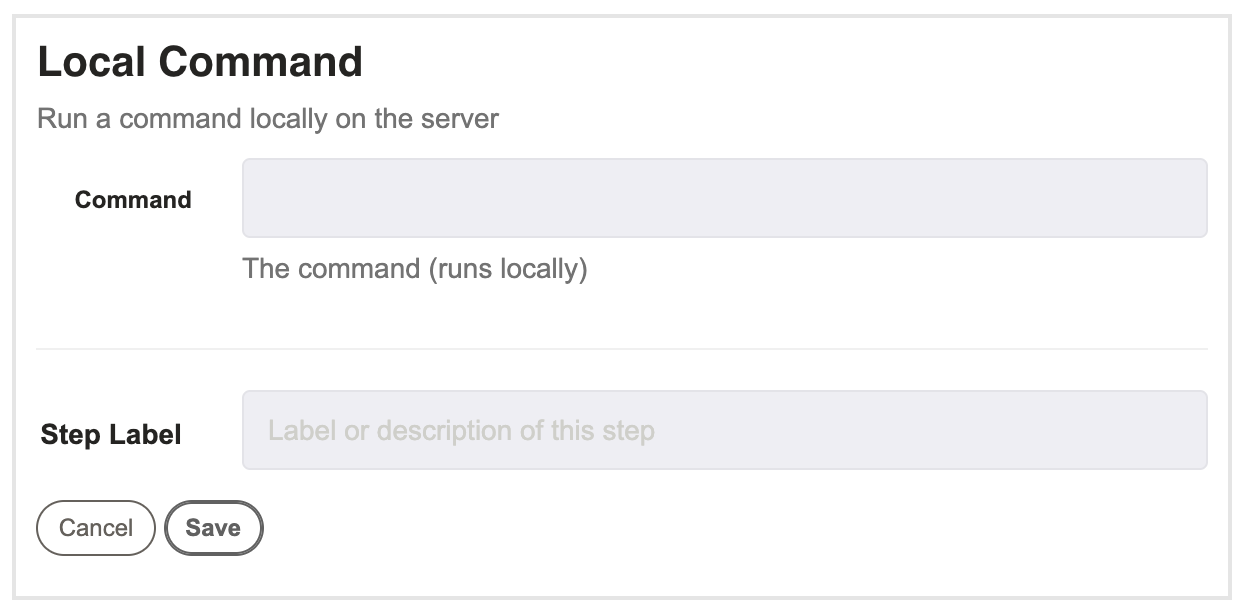 Local Command
Run a command locally on the server
Command
The command (runs locally)
Step Label
Label or description of this step
Cancel
Save